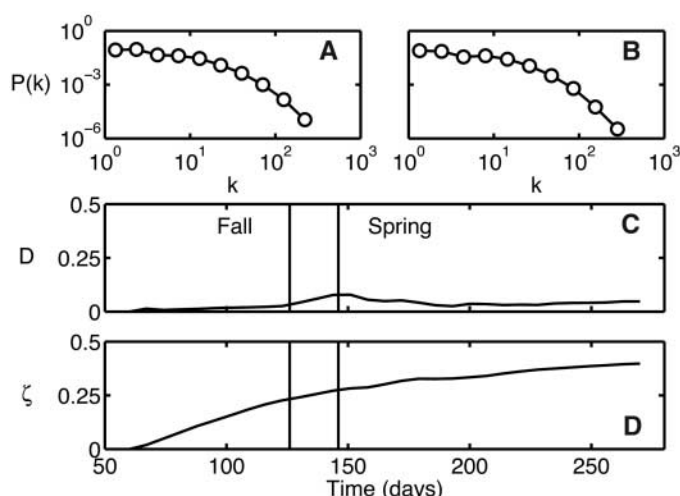 10⁰ A B
P(k) 10⁻³
10⁻⁶
10⁰ 10¹ 10² 10³ 10⁰ 10¹ 10² 10³
k k
0.5 Fall Spring C
D 0.25
0
0.5
ζ 0.25
0 D
50 100 150 200 250
Time (days)